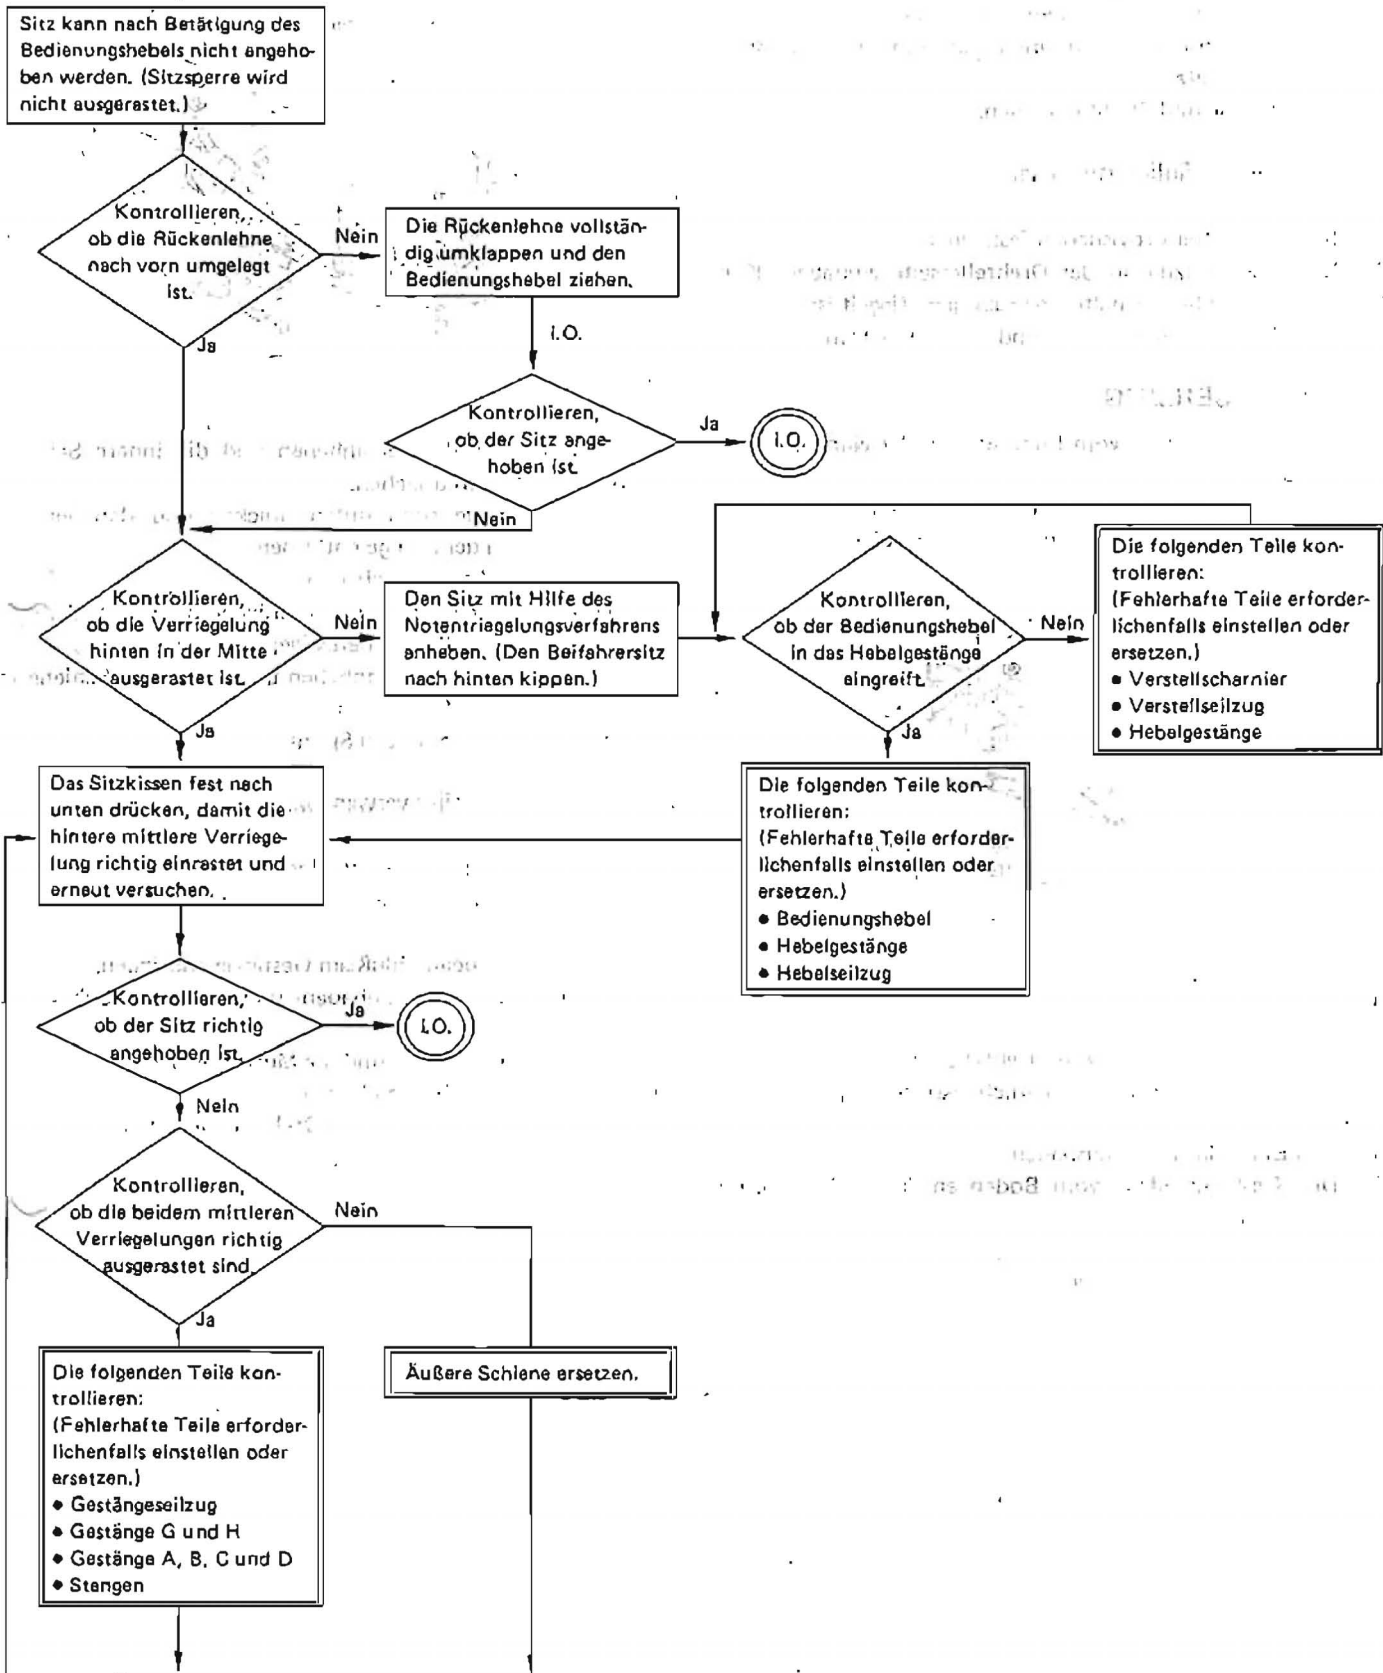 Sitz kann nach Betätigung des
Bedienungshebels nicht angeho-
ben werden. (Sitzsperre wird
nicht ausgerastet.)
Kontrollieren,
ob die Rückenlehne
nach vorn umgelegt
ist.
Nein
Ja
Die Rückenlehne vollstän-
dig umklappen und den
Bedienungshebel ziehen.
I.O.
Kontrollieren,
ob der Sitz ange-
hoben ist.
Ja
I.O.
Nein
Kontrollieren,
ob die Verriegelung
hinten in der Mitte
ausgerastet ist.
Nein
Ja
Den Sitz mit Hilfe des
Notentriegelungsverfahrens
anheben. (Den Beifahrersitz
nach hinten kippen.)
Kontrollieren,
ob der Bedienungshebel
in das Hebelgestänge
eingreift.
Nein
Ja
Die folgenden Teile kon-
trollieren:
(Fehlerhafte Teile erforder-
lichenfalls einstellen oder
ersetzen.)
• Verstellscharnier
• Verstellseilzug
• Hebelgestänge
Das Sitzkissen fest nach
unten drücken, damit die
hintere mittlere Verriege-
lung richtig einrastet und
erneut versuchen.
Die folgenden Teile kon-
trollieren:
(Fehlerhafte Teile erforder-
lichenfalls einstellen oder
ersetzen.)
• Bedienungshebel
• Hebelgestänge
• Hebelseilzug
Kontrollieren,
ob der Sitz richtig
angehoben ist.
Ja
I.O.
Nein
Kontrollieren,
ob die beidem mittleren
Verriegelungen richtig
ausgerastet sind.
Nein
Ja
Die folgenden Teile kon-
trollieren:
(Fehlerhafte Teile erforder-
lichenfalls einstellen oder
ersetzen.)
• Gestängeseilzug
• Gestänge G und H
• Gestänge A, B, C und D
• Stangen
Äußere Schiene ersetzen.